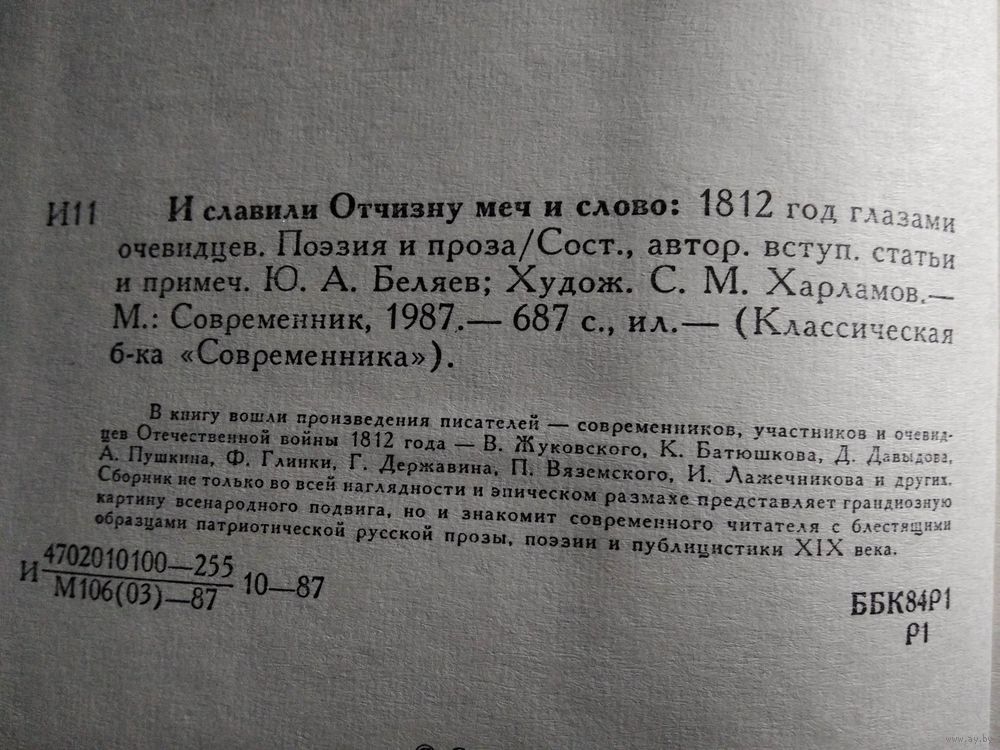 И11 И славили Отчизну меч и слово: 1812 год глазами
очевидцев. Поэзия и проза/Сост., автор. вступ. статьи
и примеч. Ю. А. Беляев; Худож. С. М. Харламов.—
М.: Современник, 1987.— 687 с., ил.— (Классическая
б-ка «Современника»).
В книгу вошли произведения писателей — современников, участников и очевид-
цев Отечественной войны 1812 года — В. Жуковского, К. Батюшкова, Д. Давыдова,
А. Пушкина, Ф. Глинки, Г. Державина, П. Вяземского, И. Лажечникова и других.
Сборник не только во всей наглядности и эпическом размахе представляет грандиозную
картину всенародного подвига, но и знакомит современного читателя с блестящими
образцами патриотической русской прозы, поэзии и публицистики XIX века.
И 4702010100—255
М106(03)—87 10—87
ББК84Р1
Р1
www.ay.by